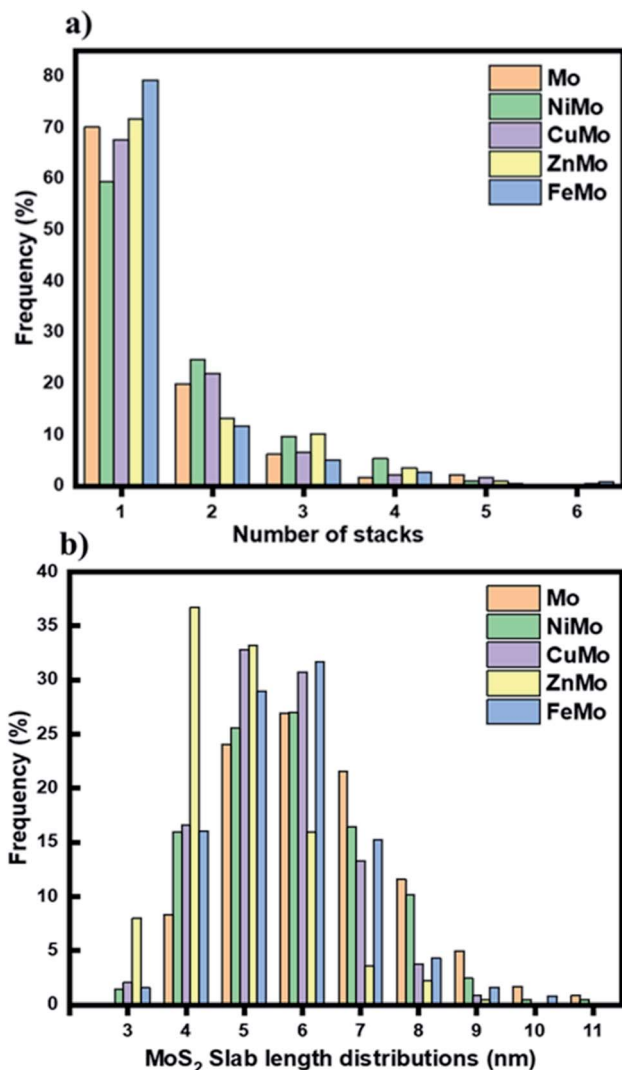 a)
80
70
60
50
40
30
20
10
0
Frequency (%)
Mo
NiMo
CuMo
ZnMo
FeMo
1 2 3 4 5 6
Number of stacks
b)
40
35
30
25
20
15
10
5
0
Frequency (%)
Mo
NiMo
CuMo
ZnMo
FeMo
3 4 5 6 7 8 9 10 11
MoS₂ Slab length distributions (nm)